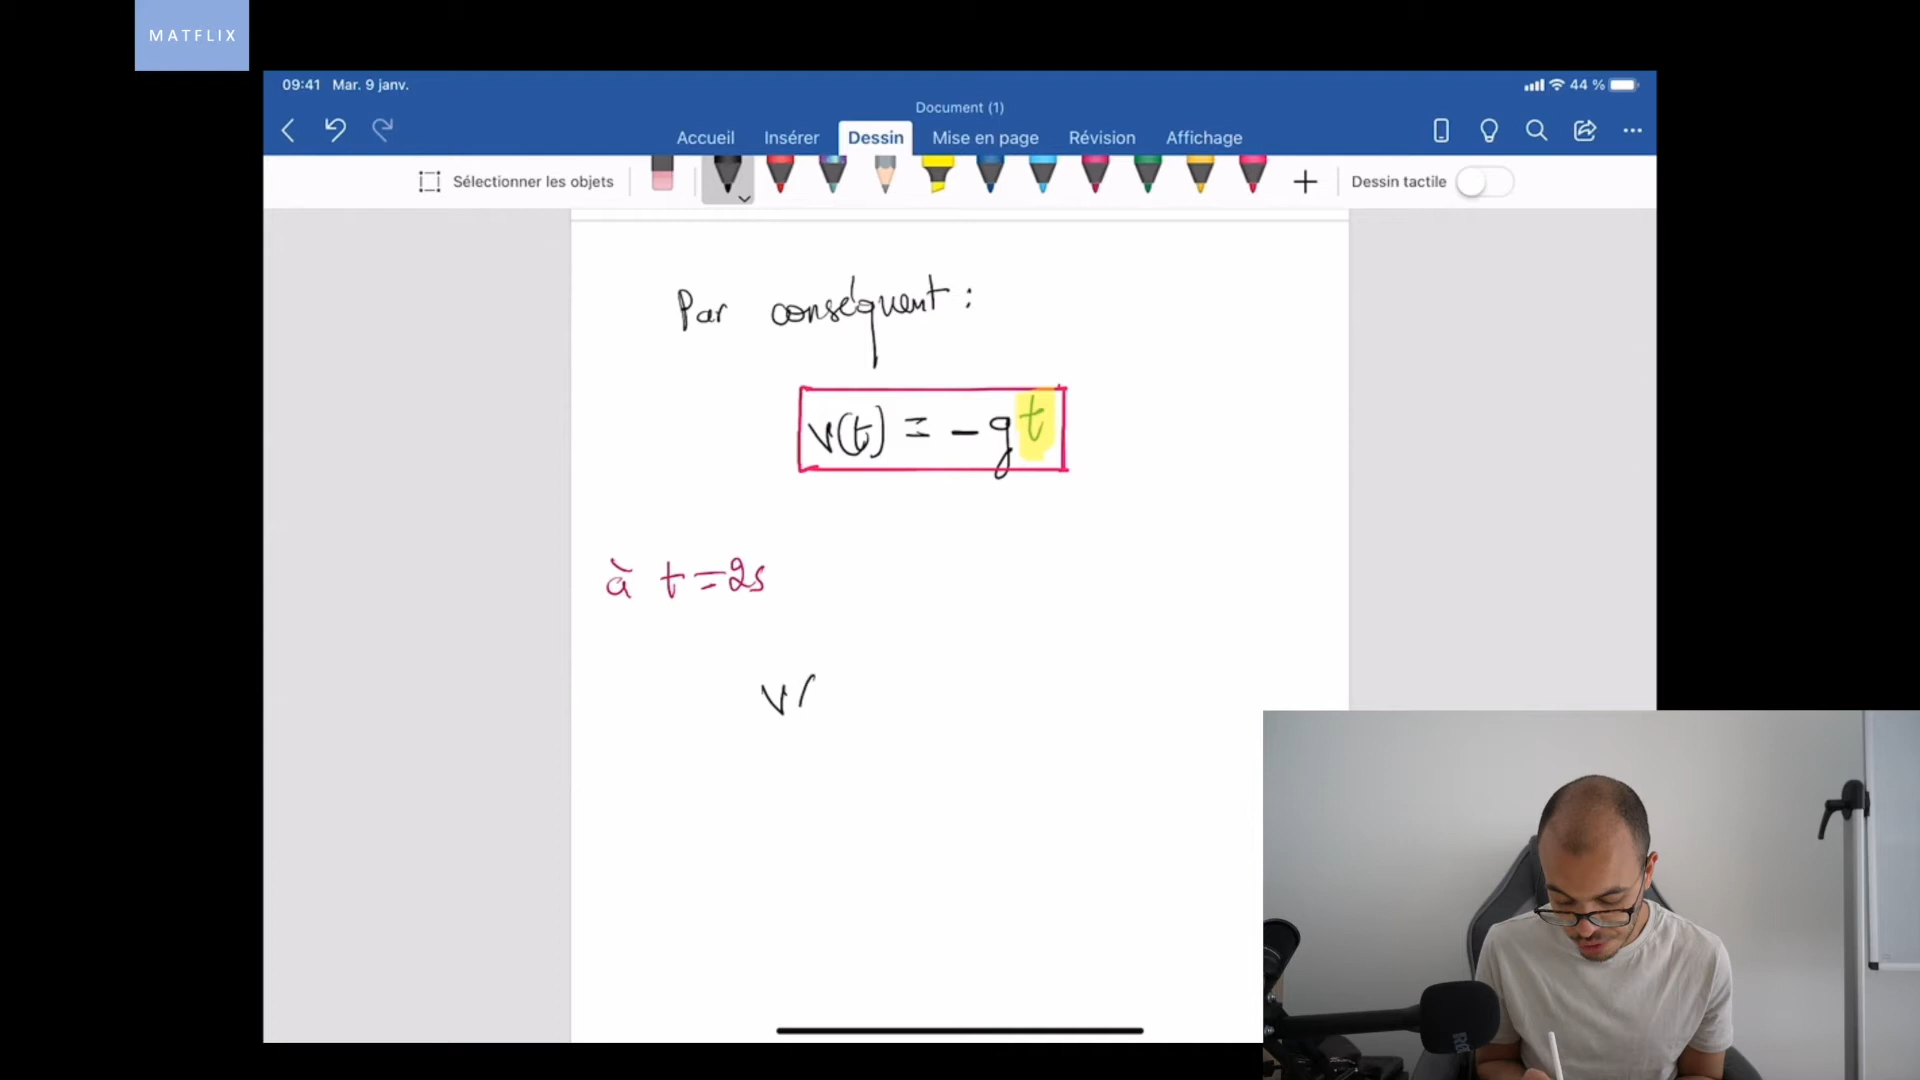 MATFLIX
09:41 Mar. 9 janv. 44 %
Document (1)
Accueil Insérer Dessin Mise en page Révision Affichage
Sélectionner les objets Dessin tactile
Par conséquent :
v(t) = - g t
à t = 2s
v(